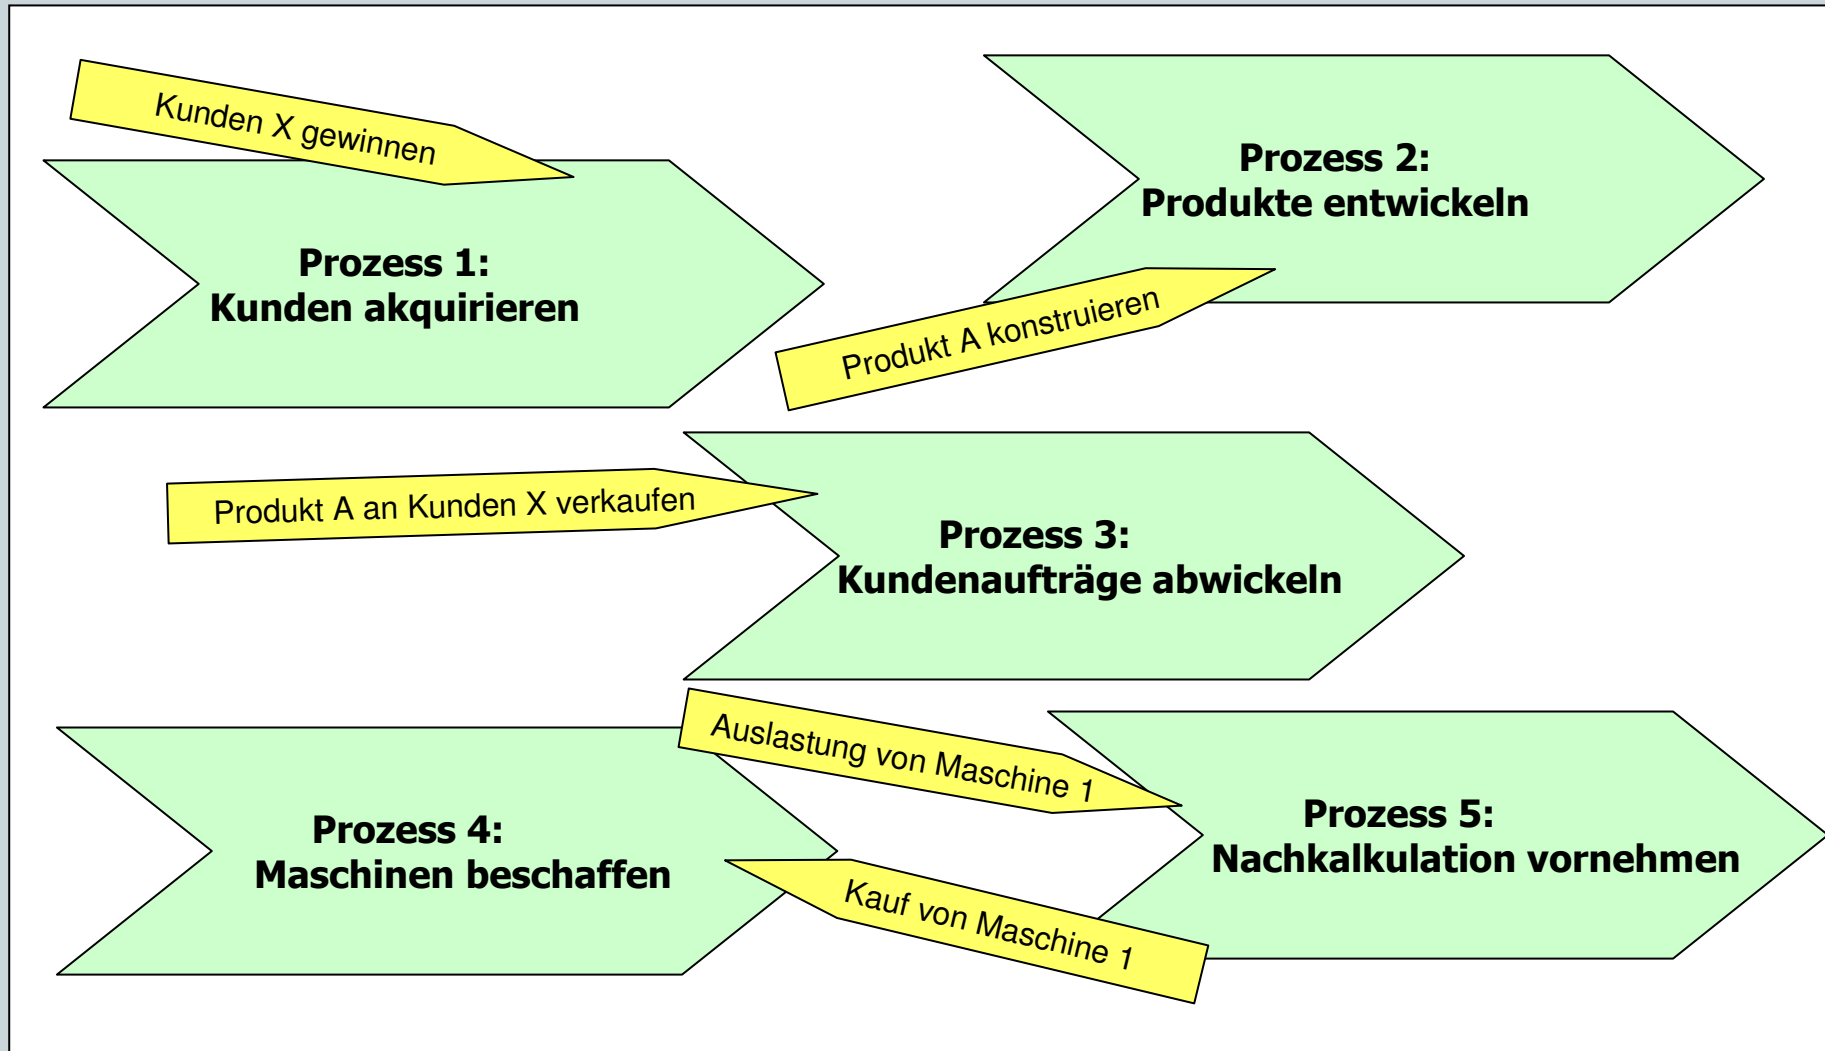 Kunden X gewinnen
Prozess 1:
Kunden akquirieren
Prozess 2:
Produkte entwickeln
Produkt A konstruieren
Produkt A an Kunden X verkaufen
Prozess 3:
Kundenaufträge abwickeln
Auslastung von Maschine 1
Prozess 4:
Maschinen beschaffen
Prozess 5:
Nachkalkulation vornehmen
Kauf von Maschine 1